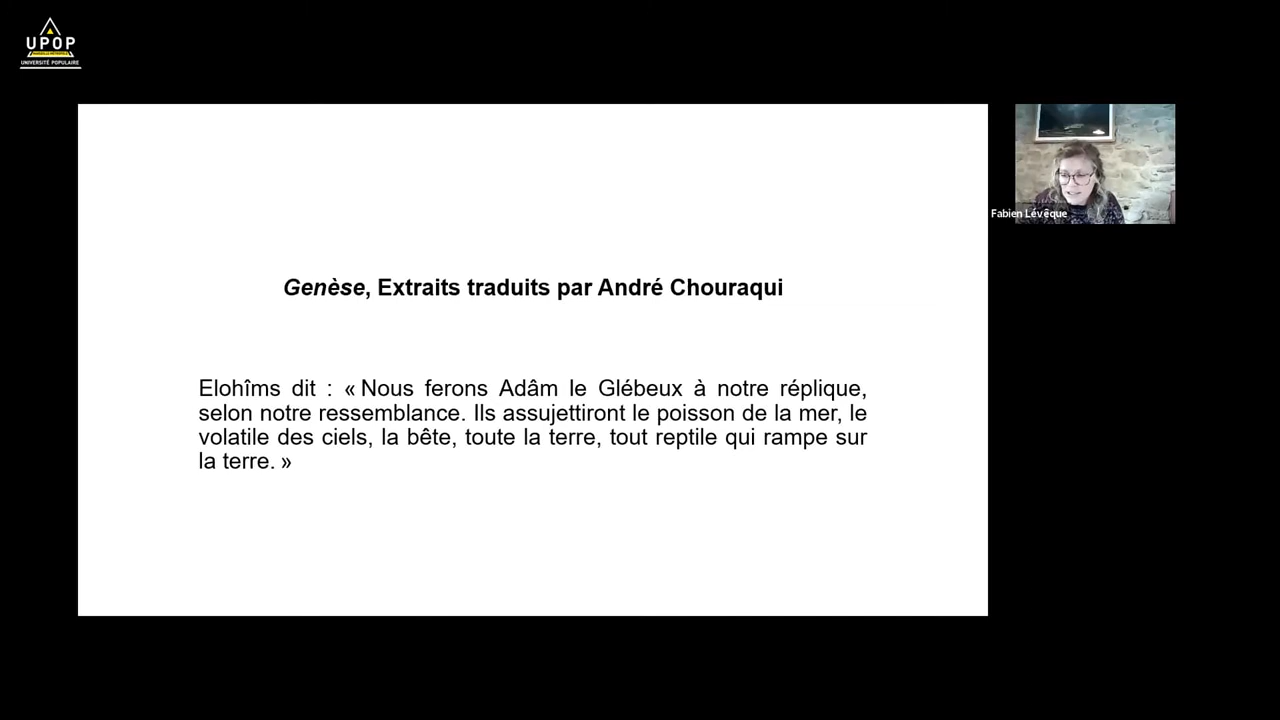 UPOP
UNIVERSITÉ POPULAIRE
Fabien Lévêque
Genèse, Extraits traduits par André Chouraqui
Elohîms dit : « Nous ferons Adâm le Glébeux à notre réplique,
selon notre ressemblance. Ils assujettiront le poisson de la mer, le
volatile des ciels, la bête, toute la terre, tout reptile qui rampe sur
la terre. »